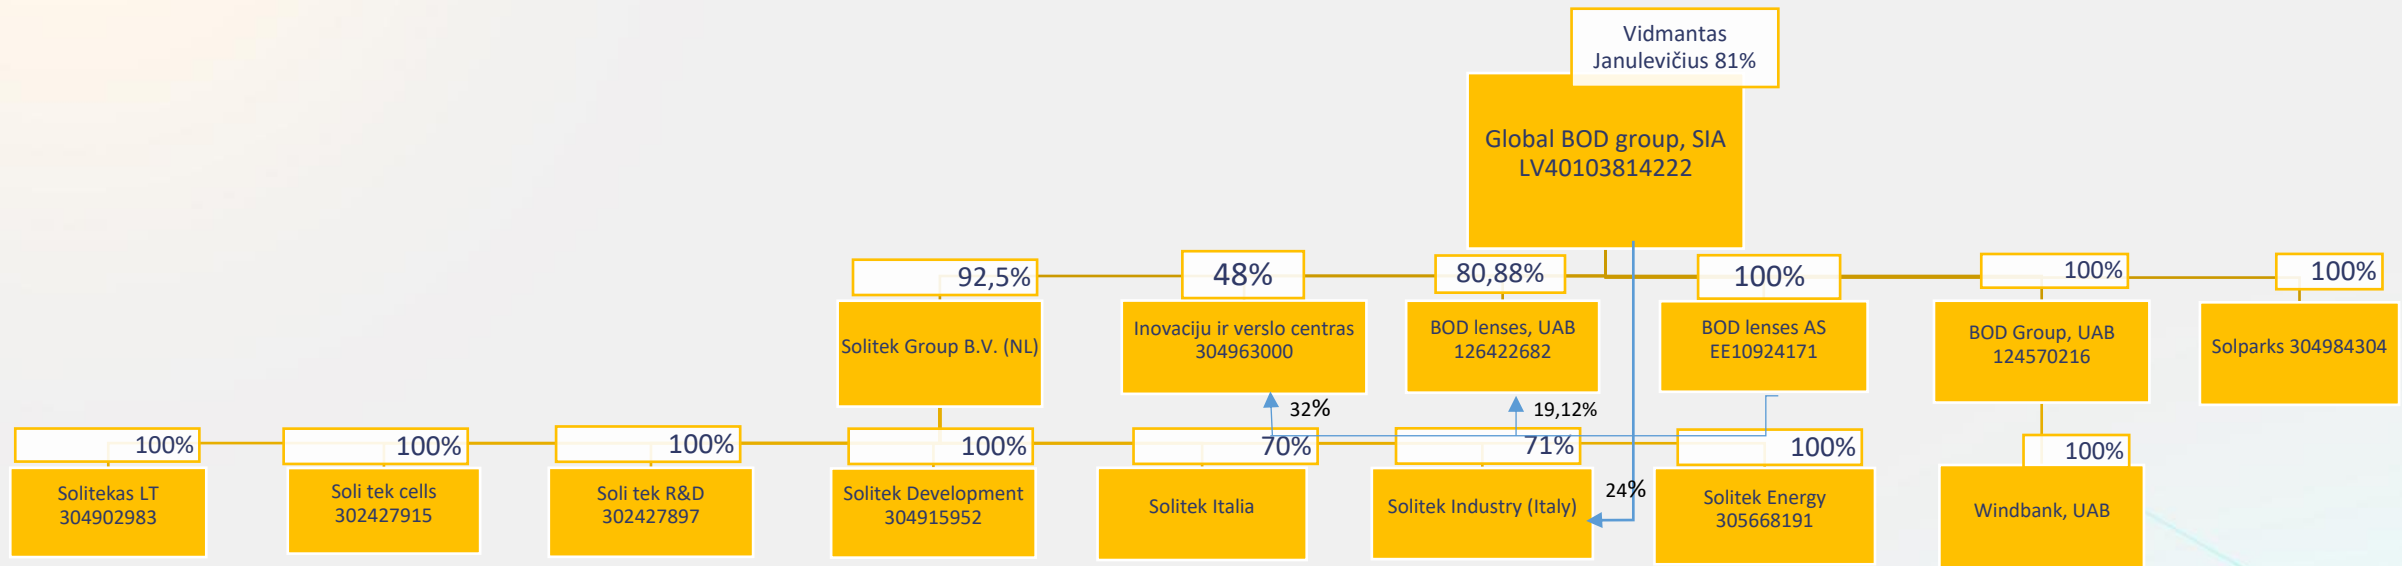 Vidmantas
Janulevičius 81%
Global BOD group, SIA
LV40103814222
92,5%
48%
80,88%
100%
100%
100%
Solitek Group B.V. (NL)
Inovaciju ir verslo centras
304963000
BOD lenses, UAB
126422682
BOD lenses AS
EE10924171
BOD Group, UAB
124570216
Solparks 304984304
32%
19,12%
100%
100%
100%
100%
70%
71%
100%
100%
24%
Solitekas LT
304902983
Soli tek cells
302427915
Soli tek R&D
302427897
Solitek Development
304915952
Solitek Italia
Solitek Industry (Italy)
Solitek Energy
305668191
Windbank, UAB